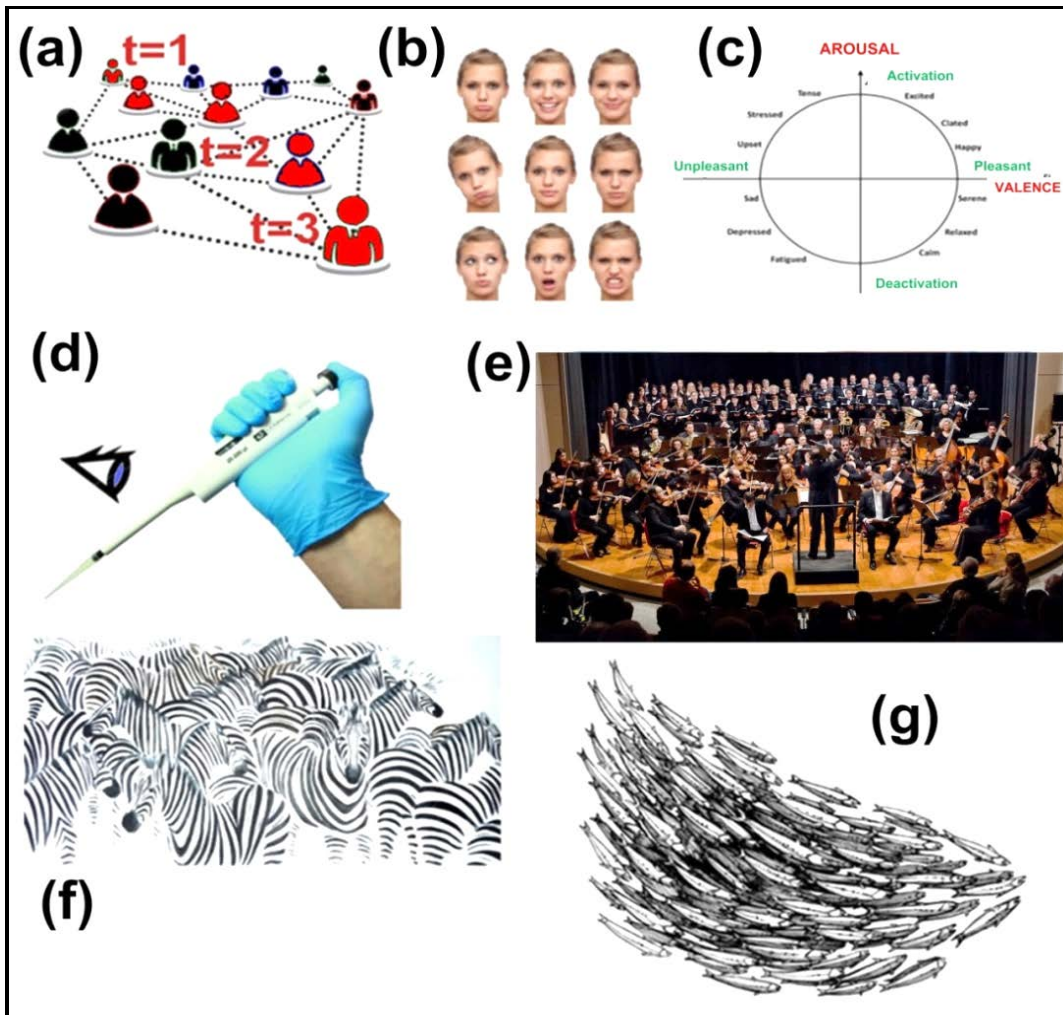 (a)
t=1
t=2
t=3
(b)
(c)
AROUSAL
Activation
Tense
Excited
Stressed
Clated
Upset
Happy
Unpleasant
Pleasant
VALENCE
Sad
Serene
Depressed
Relaxed
Fatigued
Calm
Deactivation
(d)
(e)
(f)
(g)